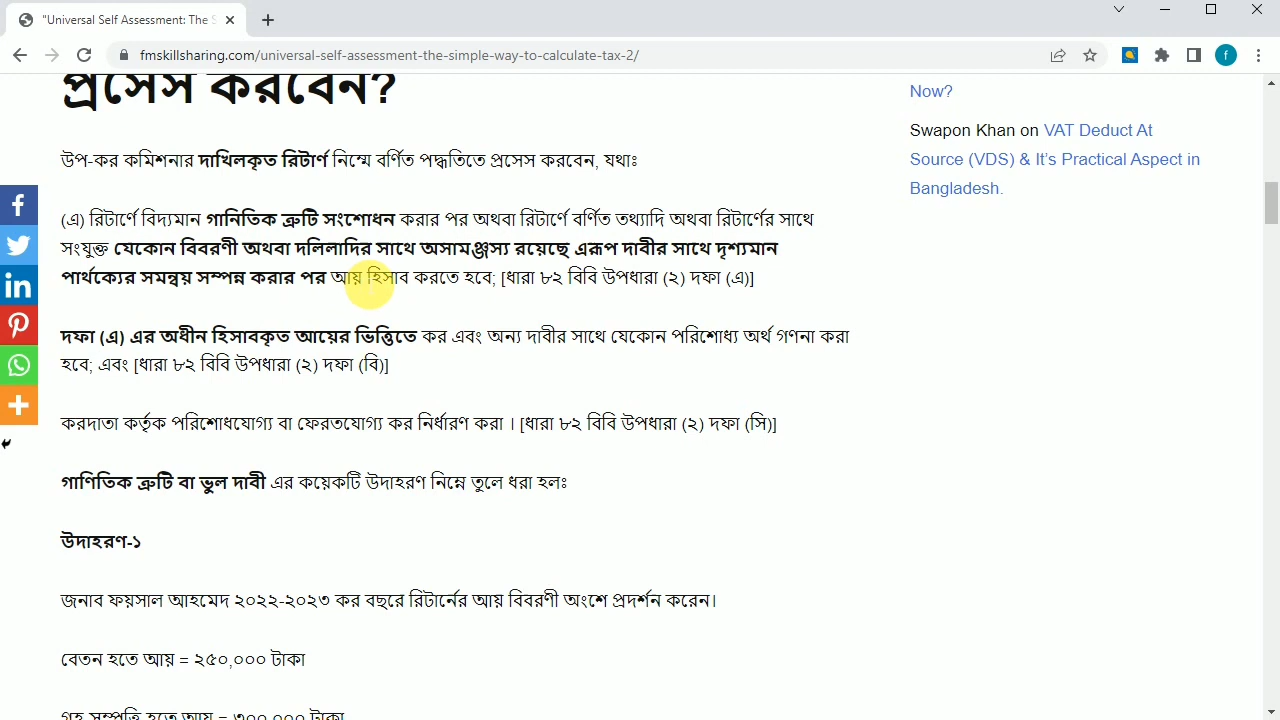 "Universal Self Assessment: The S
fmskillsharing.com/universal-self-assessment-the-simple-way-to-calculate-tax-2/
f
প্রসেস করবেন?
উপ-কর কমিশনার দাখিলকৃত রিটার্ণ নিম্মে বর্ণিত পদ্ধতিতে প্রসেস করবেন, যথাঃ
(এ) রিটার্ণে বিদ্যমান গানিতিক ত্রুটি সংশোধন করার পর অথবা রিটার্ণে বর্ণিত তথ্যাদি অথবা রিটার্ণের সাথে
সংযুক্ত যেকোন বিবরণী অথবা দলিলাদির সাথে অসামঞ্জস্য রয়েছে এরূপ দাবীর সাথে দৃশ্যমান
পার্থক্যের সমন্বয় সম্পন্ন করার পর আয় হিসাব করতে হবে; [ধারা ৮২ বিবি উপধারা (২) দফা (এ)]
দফা (এ) এর অধীন হিসাবকৃত আয়ের ভিত্তিতে কর এবং অন্য দাবীর সাথে যেকোন পরিশোধ্য অর্থ গণনা করা
হবে; এবং [ধারা ৮২ বিবি উপধারা (২) দফা (বি)]
করদাতা কর্তৃক পরিশোধযোগ্য বা ফেরতযোগ্য কর নির্ধারণ করা । [ধারা ৮২ বিবি উপধারা (২) দফা (সি)]
গাণিতিক ত্রুটি বা ভুল দাবী এর কয়েকটি উদাহরণ নিম্নে তুলে ধরা হলঃ
উদাহরণ-১
জনাব ফয়সাল আহমেদ ২০২২-২০২৩ কর বছরে রিটার্নের আয় বিবরণী অংশে প্রদর্শন করেন।
বেতন হতে আয় = ২৫০,০০০ টাকা
গৃহ সম্পত্তি হতে আয় = ৩০০,০০০ টাকা
Now?
Swapon Khan on VAT Deduct At
Source (VDS) & It’s Practical Aspect in
Bangladesh.